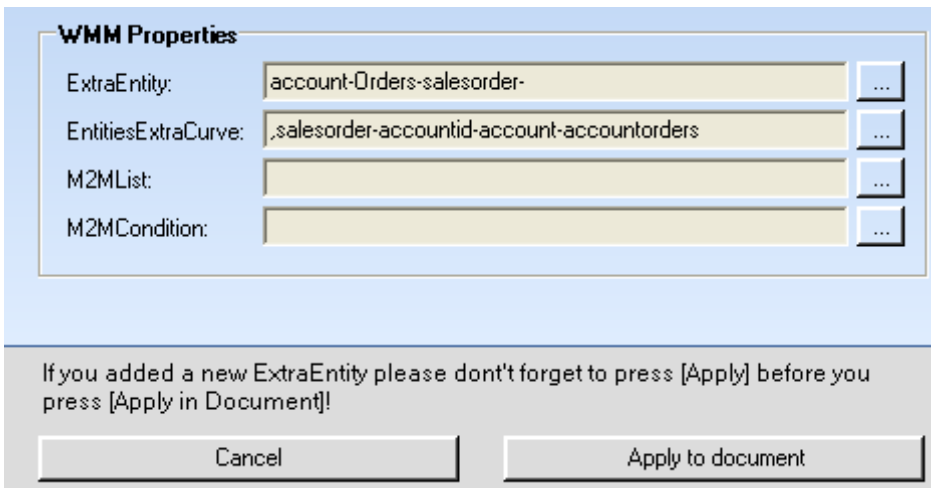 WMM Properties
ExtraEntity: account-Orders-salesorder- ...
EntitiesExtraCurve: ,salesorder-accountid-account-accountorders ...
M2MList: ...
M2MCondition: ...
If you added a new ExtraEntity please dont't forget to press [Apply] before you
press [Apply in Document]!
Cancel Apply to document